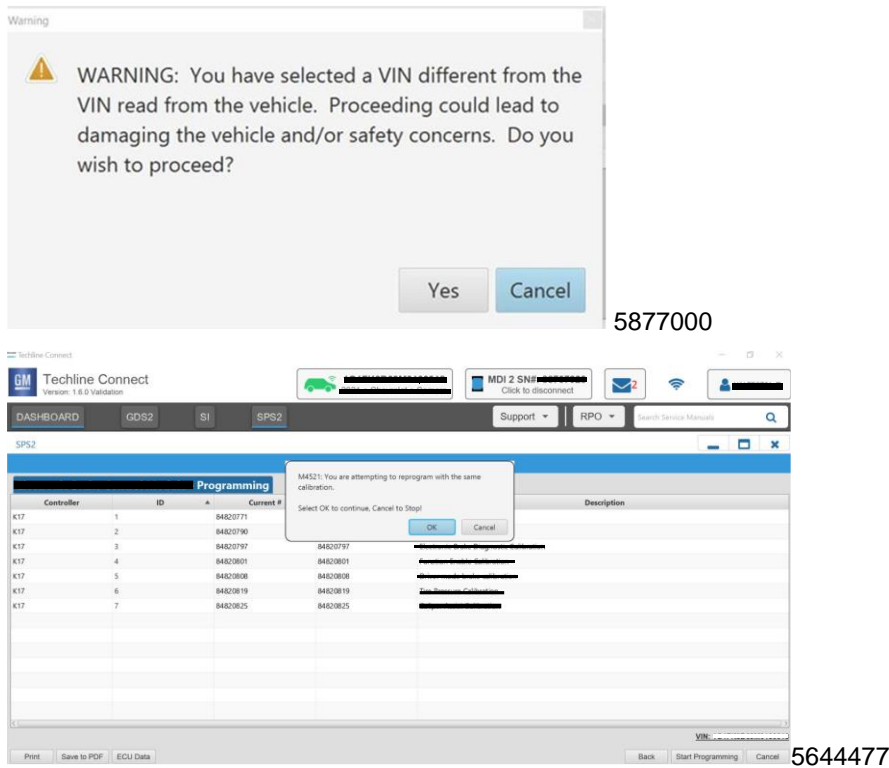 Warning
WARNING: You have selected a VIN different from the
VIN read from the vehicle. Proceeding could lead to
damaging the vehicle and/or safety concerns. Do you
wish to proceed?
Yes Cancel
5877000
Techline Connect
GM Techline Connect
Version: 1.6.0 Validation
MDI 2 SN#
Click to disconnect
2
DASHBOARD GDS2 SI SPS2 Support RPO Search Service Manuals
SPS2
Programming
M4521: You are attempting to reprogram with the same
calibration.
Select OK to continue, Cancel to Stop!
OK Cancel
Controller ID Current # Description
K17 1 84820771
K17 2 84820790
K17 3 84820797 84820797
K17 4 84820801 84820801
K17 5 84820808 84820808
K17 6 84820819 84820819
K17 7 84820825 84820825
VIN:
Print Save to PDF ECU Data Back Start Programming Cancel
5644477